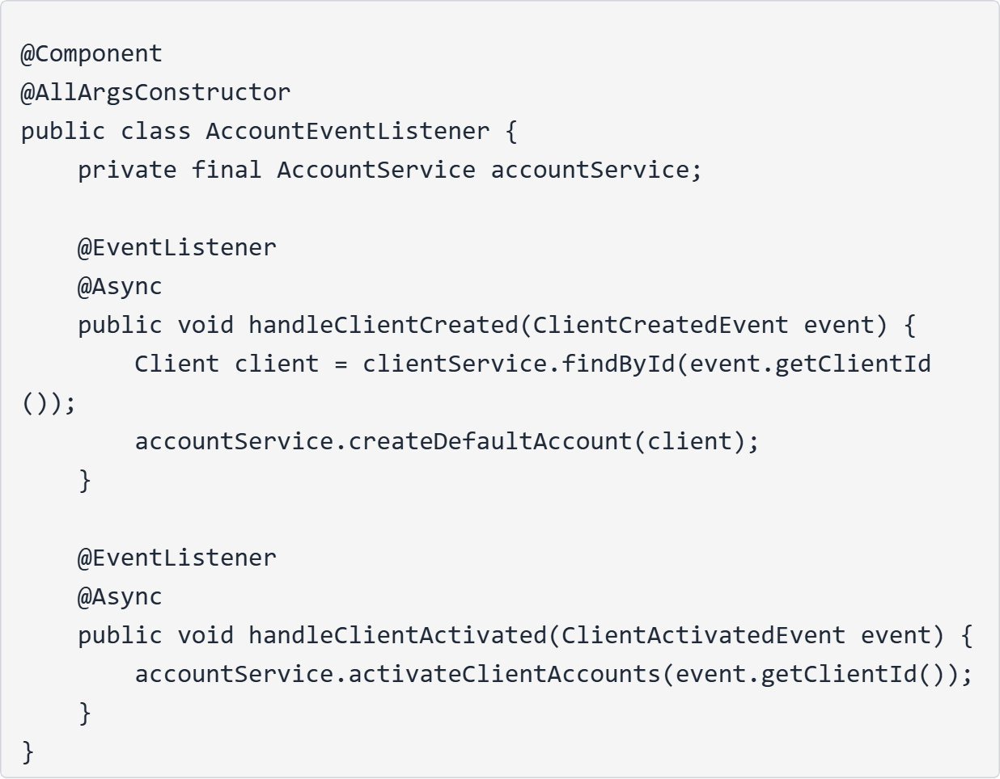 @Component
@AllArgsConstructor
public class AccountEventListener {
    private final AccountService accountService;

    @EventListener
    @Async
    public void handleClientCreated(ClientCreatedEvent event) {
        Client client = clientService.findById(event.getClientId
());
        accountService.createDefaultAccount(client);
    }

    @EventListener
    @Async
    public void handleClientActivated(ClientActivatedEvent event) {
        accountService.activateClientAccounts(event.getClientId());
    }
}